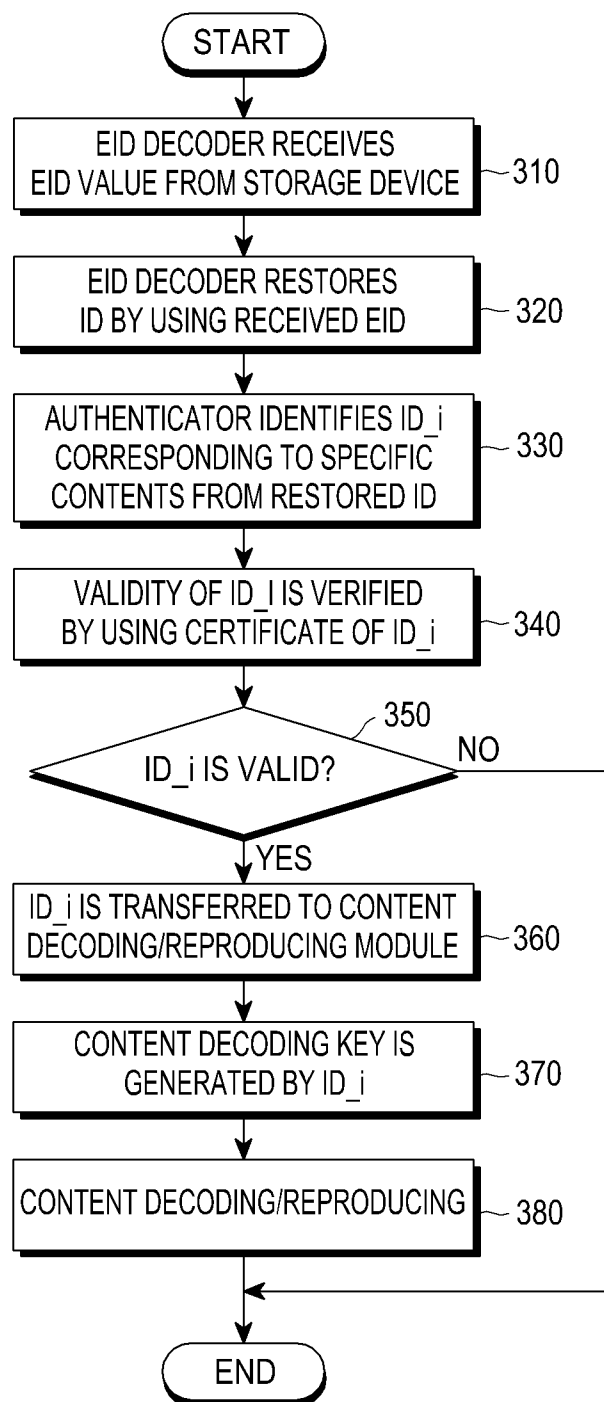 START
EID DECODER RECEIVES
EID VALUE FROM STORAGE DEVICE
310
EID DECODER RESTORES
ID BY USING RECEIVED EID
320
AUTHENTICATOR IDENTIFIES ID_i
CORRESPONDING TO SPECIFIC
CONTENTS FROM RESTORED ID
330
VALIDITY OF ID_I IS VERIFIED
BY USING CERTIFICATE OF ID_i
340
350
ID_i IS VALID?
NO
YES
ID_i IS TRANSFERRED TO CONTENT
DECODING/REPRODUCING MODULE
360
CONTENT DECODING KEY IS
GENERATED BY ID_i
370
CONTENT DECODING/REPRODUCING
380
END